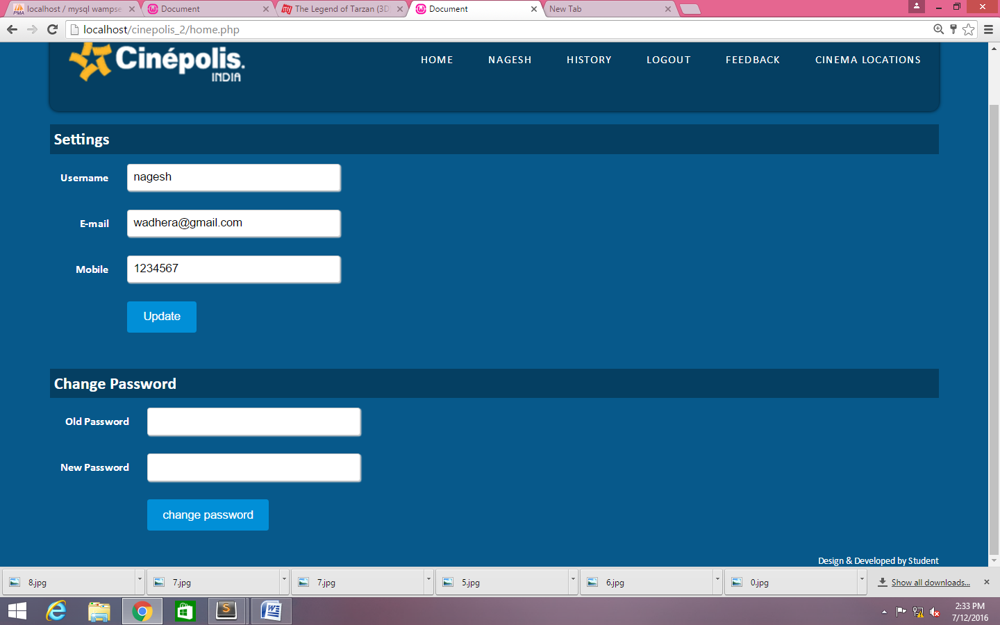 localhost / mysql wampse
Document
The Legend of Tarzan (3D
Document
New Tab
localhost/cinepolis_2/home.php
Cinépolis.
INDIA
HOME
NAGESH
HISTORY
LOGOUT
FEEDBACK
CINEMA LOCATIONS
Settings
Username
nagesh
E-mail
wadhera@gmail.com
Mobile
1234567
Update
Change Password
Old Password
New Password
change password
Design & Developed by Student
8.jpg
7.jpg
7.jpg
5.jpg
6.jpg
0.jpg
Show all downloads...
2:33 PM
7/12/2016